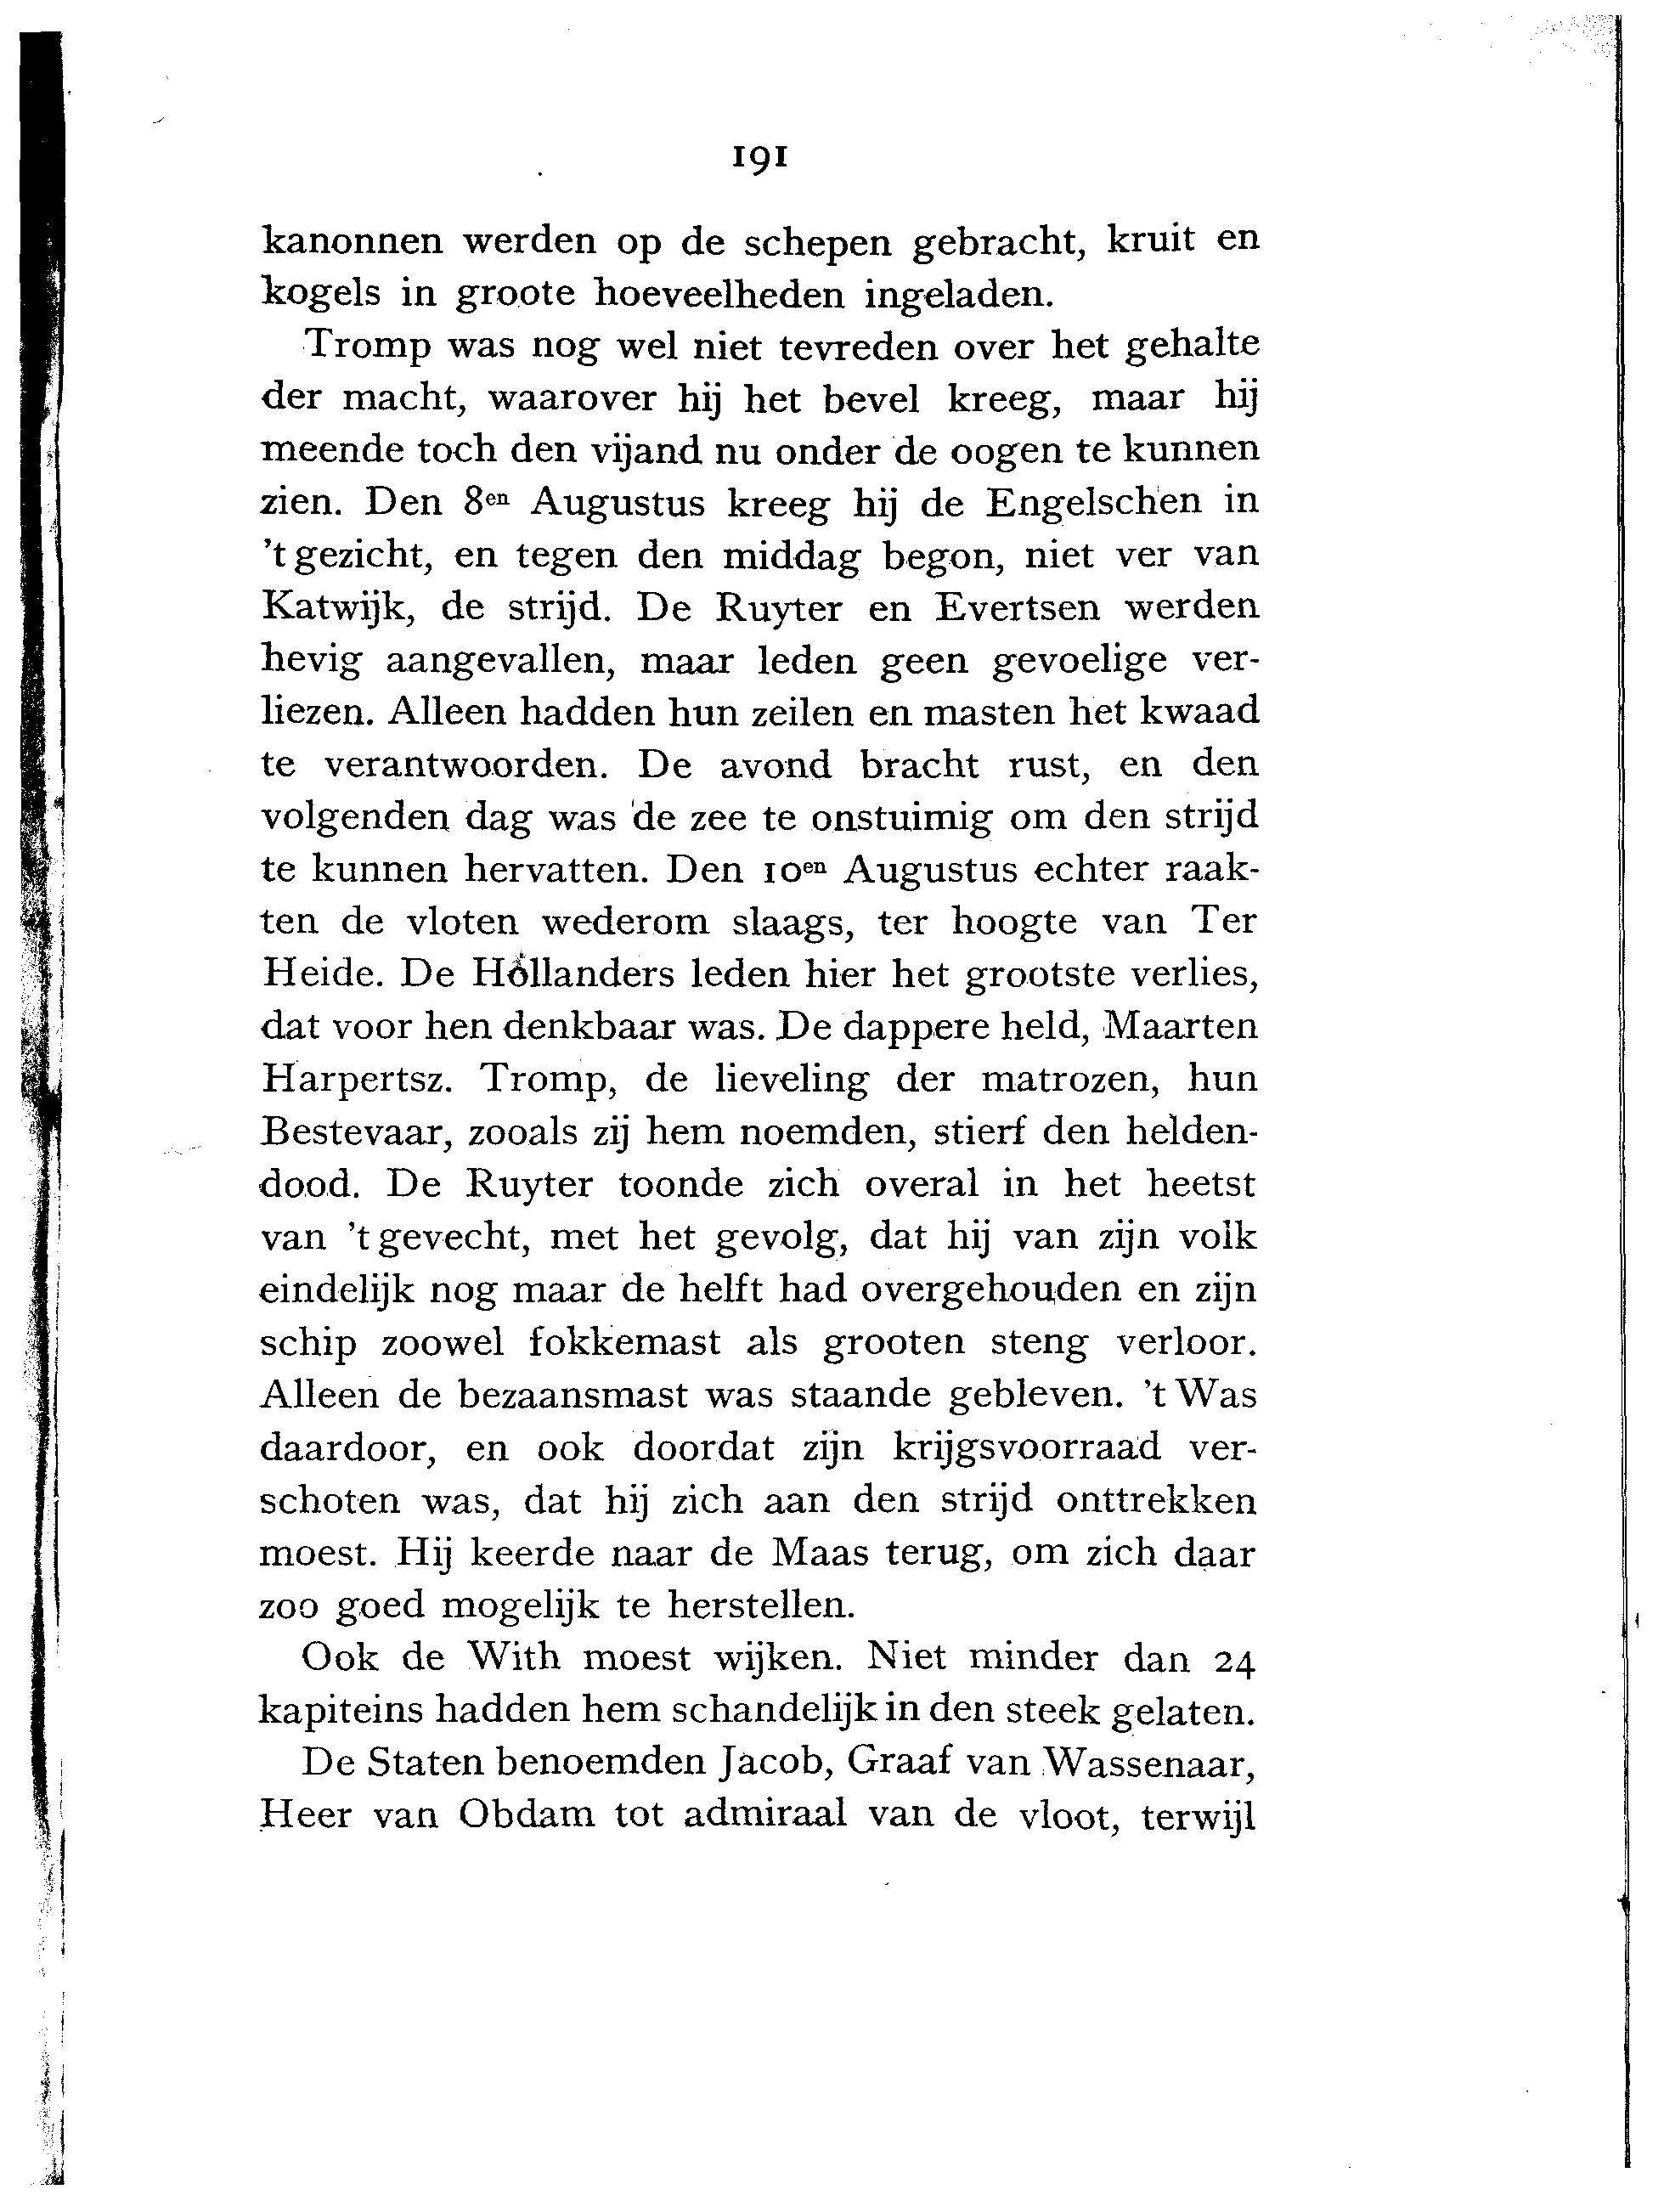 191
kanonnen werden op de schepen gebracht, kruit en
kogels in groote hoeveelheden ingeladen.
Tromp was nog wel niet tevreden over het gehalte
der macht, waarover hij het bevel kreeg, maar hij
meende toch den vijand nu onder de oogen te kunnen
zien. Den 8en Augustus kreeg hij de Engelschen in
't gezicht, en tegen den middag begon, niet ver van
Katwijk, de strijd. De Ruyter en Evertsen werden
hevig aangevallen, maar leden geen gevoelige ver-
liezen. Alleen hadden hun zeilen en masten het kwaad
te verantwoorden. De avond bracht rust, en den
volgenden dag was de zee te onstuimig om den strijd
te kunnen hervatten. Den 10en Augustus echter raak-
ten de vloten wederom slaags, ter hoogte van Ter
Heide. De Hollanders leden hier het grootste verlies,
dat voor hen denkbaar was. De dappere held, Maarten
Harpertsz. Tromp, de lieveling der matrozen, hun
Bestevaar, zooals zij hem noemden, stierf den helden-
dood. De Ruyter toonde zich overal in het heetst
van 't gevecht, met het gevolg, dat hij van zijn volk
eindelijk nog maar de helft had overgehouden en zijn
schip zoowel fokkemast als grooten steng verloor.
Alleen de bezaansmast was staande gebleven. 't Was
daardoor, en ook doordat zijn krijgsvoorraad ver-
schoten was, dat hij zich aan den strijd onttrekken
moest. Hij keerde naar de Maas terug, om zich daar
zoo goed mogelijk te herstellen.
Ook de With moest wijken. Niet minder dan 24
kapiteins hadden hem schandelijk in den steek gelaten.
De Staten benoemden Jacob, Graaf van Wassenaar,
Heer van Obdam tot admiraal van de vloot, terwijl